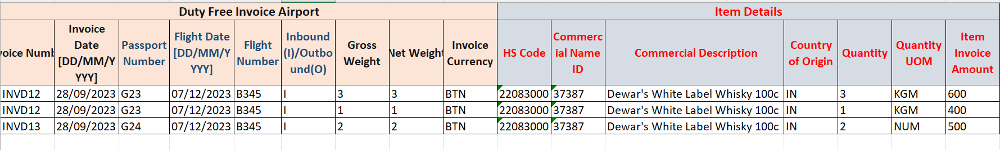 Duty Free Invoice Airport Item Details
voice Numb Invoice Date [DD/MM/YYYY] Passport Number Flight Date [DD/MM/YYYY] Flight Number Inbound (I)/Outbound(O) Gross Weight Net Weight Invoice Currency HS Code Commercial Name ID Commercial Description Country of Origin Quantity Quantity UOM Item Invoice Amount
INVD12 28/09/2023 G23 07/12/2023 B345 I 3 3 BTN 22083000 37387 Dewar's White Label Whisky 100c IN 3 KGM 600
INVD12 28/09/2023 G23 07/12/2023 B345 I 1 1 BTN 22083000 37387 Dewar's White Label Whisky 100c IN 1 KGM 400
INVD13 28/09/2023 G24 07/12/2023 B345 I 2 2 BTN 22083000 37387 Dewar's White Label Whisky 100c IN 2 NUM 500